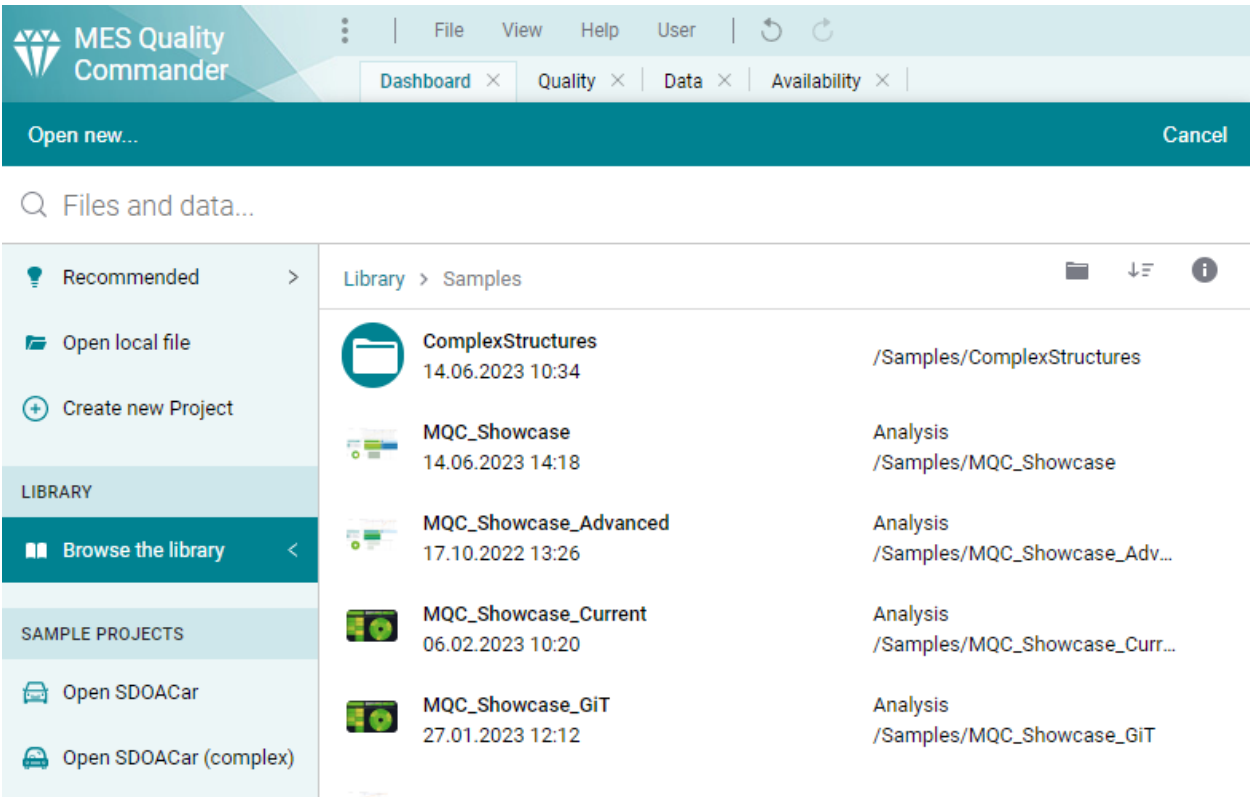 MES Quality
Commander
File View Help User
Dashboard Quality Data Availability
Open new...
Cancel
Files and data...
Recommended
Open local file
Create new Project
LIBRARY
Browse the library
SAMPLE PROJECTS
Open SDOACar
Open SDOACar (complex)
Library > Samples
ComplexStructures
14.06.2023 10:34
/Samples/ComplexStructures
MQC_Showcase
14.06.2023 14:18
Analysis
/Samples/MQC_Showcase
MQC_Showcase_Advanced
17.10.2022 13:26
Analysis
/Samples/MQC_Showcase_Adv...
MQC_Showcase_Current
06.02.2023 10:20
Analysis
/Samples/MQC_Showcase_Curr...
MQC_Showcase_GiT
27.01.2023 12:12
Analysis
/Samples/MQC_Showcase_GiT